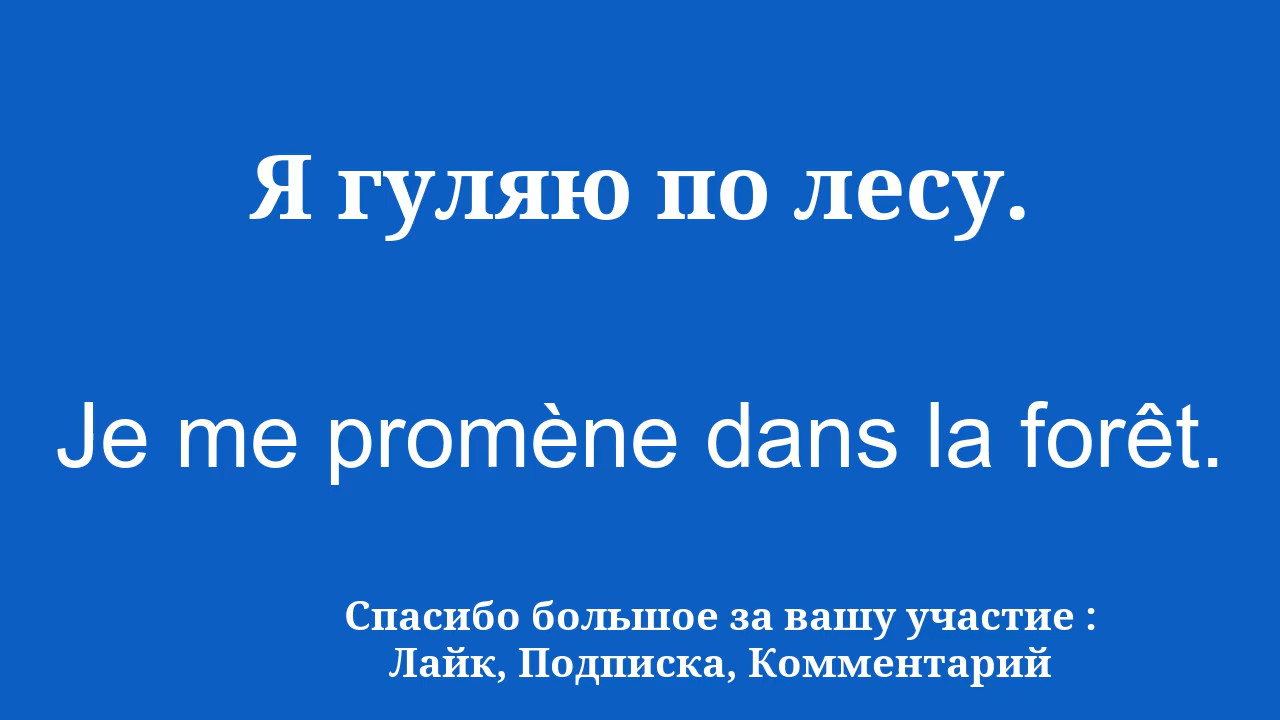 Я гуляю по лесу.
Je me promène dans la forêt.
Спасибо большое за вашу участие :
Лайк, Подписка, Комментарий